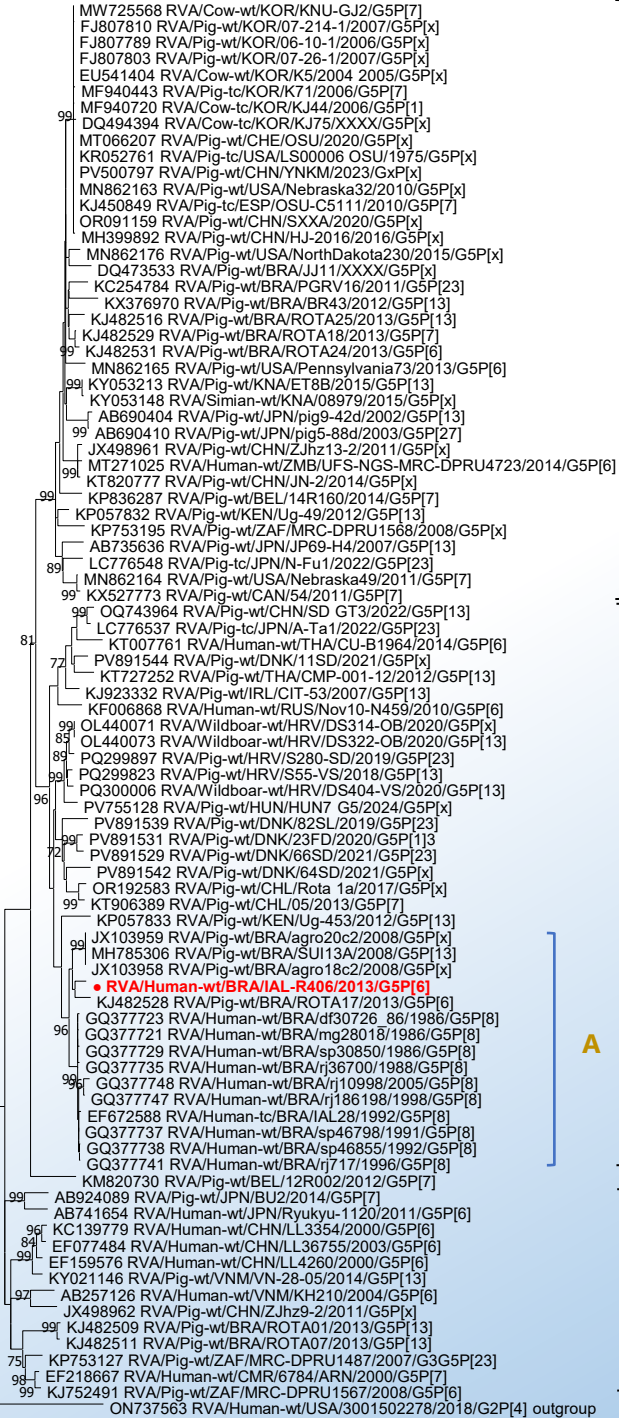 MW725568 RVA/Cow-wt/KOR/KNU-GJ2/G5P[7]
FJ807810 RVA/Pig-wt/KOR/07-214-1/2007/G5P[x]
FJ807789 RVA/Pig-wt/KOR/06-10-1/2006/G5P[x]
FJ807803 RVA/Pig-wt/KOR/07-26-1/2007/G5P[x]
EU541404 RVA/Cow-wt/KOR/K5/2004 2005/G5P[x]
MF940443 RVA/Pig-tc/KOR/K71/2006/G5P[7]
MF940720 RVA/Cow-tc/KOR/KJ44/2006/G5P[1]
99
DQ494394 RVA/Cow-tc/KOR/KJ75/XXXX/G5P[x]
MT066207 RVA/Pig-wt/CHE/OSU/2020/G5P[x]
KR052761 RVA/Pig-tc/USA/LS00006 OSU/1975/G5P[x]
PV500797 RVA/Pig-wt/CHN/YNKM/2023/GxP[x]
MN862163 RVA/Pig-wt/USA/Nebraska32/2010/G5P[x]
KJ450849 RVA/Pig-tc/ESP/OSU-C5111/2010/G5P[7]
OR091159 RVA/Pig-wt/CHN/SXXA/2020/G5P[x]
MH399892 RVA/Pig-wt/CHN/HJ-2016/2016/G5P[x]
MN862176 RVA/Pig-wt/USA/NorthDakota230/2015/G5P[x]
DQ473533 RVA/Pig-wt/BRA/JJ11/XXXX/G5P[x]
KC254784 RVA/Pig-wt/BRA/PGRV16/2011/G5P[23]
KX376970 RVA/Pig-wt/BRA/BR43/2012/G5P[13]
KJ482516 RVA/Pig-wt/BRA/ROTA25/2013/G5P[13]
KJ482529 RVA/Pig-wt/BRA/ROTA18/2013/G5P[7]
99 KJ482531 RVA/Pig-wt/BRA/ROTA24/2013/G5P[6]
MN862165 RVA/Pig-wt/USA/Pennsylvania73/2013/G5P[6]
99 KY053213 RVA/Pig-wt/KNA/ET8B/2015/G5P[13]
KY053148 RVA/Simian-wt/KNA/08979/2015/G5P[x]
AB690404 RVA/Pig-wt/JPN/pig9-42d/2002/G5P[13]
99 AB690410 RVA/Pig-wt/JPN/pig5-88d/2003/G5P[27]
JX498961 RVA/Pig-wt/CHN/ZJhz13-2/2011/G5P[x]
99 MT271025 RVA/Human-wt/ZMB/UFS-NGS-MRC-DPRU4723/2014/G5P[6]
KT820777 RVA/Pig-wt/CHN/JN-2/2014/G5P[x]
99 KP836287 RVA/Pig-wt/BEL/14R160/2014/G5P[7]
KP057832 RVA/Pig-wt/KEN/Ug-49/2012/G5P[13]
KP753195 RVA/Pig-wt/ZAF/MRC-DPRU1568/2008/G5P[x]
AB735636 RVA/Pig-wt/JPN/JP69-H4/2007/G5P[13]
89 LC776548 RVA/Pig-tc/JPN/N-Fu1/2022/G5P[23]
MN862164 RVA/Pig-wt/USA/Nebraska49/2011/G5P[7]
99 KX527773 RVA/Pig-wt/CAN/54/2011/G5P[7]
99 OQ743964 RVA/Pig-wt/CHN/SD GT3/2022/G5P[13]
LC776537 RVA/Pig-tc/JPN/A-Ta1/2022/G5P[23]
81 KT007761 RVA/Human-wt/THA/CU-B1964/2014/G5P[6]
77 PV891544 RVA/Pig-wt/DNK/11SD/2021/G5P[x]
KT727252 RVA/Pig-wt/THA/CMP-001-12/2012/G5P[13]
KJ923332 RVA/Pig-wt/IRL/CIT-53/2007/G5P[13]
KF006868 RVA/Human-wt/RUS/Nov10-N459/2010/G5P[6]
99 OL440071 RVA/Wildboar-wt/HRV/DS314-OB/2020/G5P[x]
85 OL440073 RVA/Wildboar-wt/HRV/DS322-OB/2020/G5P[13]
89 PQ299897 RVA/Pig-wt/HRV/S280-SD/2019/G5P[23]
99 PQ299823 RVA/Pig-wt/HRV/S55-VS/2018/G5P[13]
PQ300006 RVA/Wildboar-wt/HRV/DS404-VS/2020/G5P[13]
96 PV755128 RVA/Pig-wt/HUN/HUN7 G5/2024/G5P[x]
PV891539 RVA/Pig-wt/DNK/82SL/2019/G5P[23]
99 PV891531 RVA/Pig-wt/DNK/23FD/2020/G5P[1]3
72 PV891529 RVA/Pig-wt/DNK/66SD/2021/G5P[23]
PV891542 RVA/Pig-wt/DNK/64SD/2021/G5P[x]
OR192583 RVA/Pig-wt/CHL/Rota 1a/2017/G5P[x]
99 KT906389 RVA/Pig-wt/CHL/05/2013/G5P[7]
KP057833 RVA/Pig-wt/KEN/Ug-453/2012/G5P[13]
99 JX103959 RVA/Pig-wt/BRA/agro20c2/2008/G5P[x]
MH785306 RVA/Pig-wt/BRA/SUI13A/2008/G5P[13]
JX103958 RVA/Pig-wt/BRA/agro18c2/2008/G5P[x]
● RVA/Human-wt/BRA/IAL-R406/2013/G5P[6]
KJ482528 RVA/Pig-wt/BRA/ROTA17/2013/G5P[6]
96 GQ377723 RVA/Human-wt/BRA/df30726_86/1986/G5P[8]
GQ377721 RVA/Human-wt/BRA/mg28018/1986/G5P[8]
A
GQ377729 RVA/Human-wt/BRA/sp30850/1986/G5P[8]
GQ377735 RVA/Human-wt/BRA/rj36700/1988/G5P[8]
99 96 GQ377748 RVA/Human-wt/BRA/rj10998/2005/G5P[8]
GQ377747 RVA/Human-wt/BRA/rj186198/1998/G5P[8]
EF672588 RVA/Human-tc/BRA/IAL28/1992/G5P[8]
GQ377737 RVA/Human-wt/BRA/sp46798/1991/G5P[8]
GQ377738 RVA/Human-wt/BRA/sp46855/1992/G5P[8]
GQ377741 RVA/Human-wt/BRA/rj717/1996/G5P[8]
KM820730 RVA/Pig-wt/BEL/12R002/2012/G5P[7]
99 AB924089 RVA/Pig-wt/JPN/BU2/2014/G5P[7]
AB741654 RVA/Human-wt/JPN/Ryukyu-1120/2011/G5P[6]
96 KC139779 RVA/Human-wt/CHN/LL3354/2000/G5P[6]
84 EF077484 RVA/Human-wt/CHN/LL36755/2003/G5P[6]
99 EF159576 RVA/Human-wt/CHN/LL4260/2000/G5P[6]
KY021146 RVA/Pig-wt/VNM/VN-28-05/2014/G5P[13]
97 AB257126 RVA/Human-wt/VNM/KH210/2004/G5P[6]
JX498962 RVA/Pig-wt/CHN/ZJhz9-2/2011/G5P[x]
99 KJ482509 RVA/Pig-wt/BRA/ROTA01/2013/G5P[13]
KJ482511 RVA/Pig-wt/BRA/ROTA07/2013/G5P[13]
75 KP753127 RVA/Pig-wt/ZAF/MRC-DPRU1487/2007/G3G5P[23]
98 EF218667 RVA/Human-wt/CMR/6784/ARN/2000/G5P[7]
99 KJ752491 RVA/Pig-wt/ZAF/MRC-DPRU1567/2008/G5P[6]
ON737563 RVA/Human-wt/USA/3001502278/2018/G2P[4] outgroup